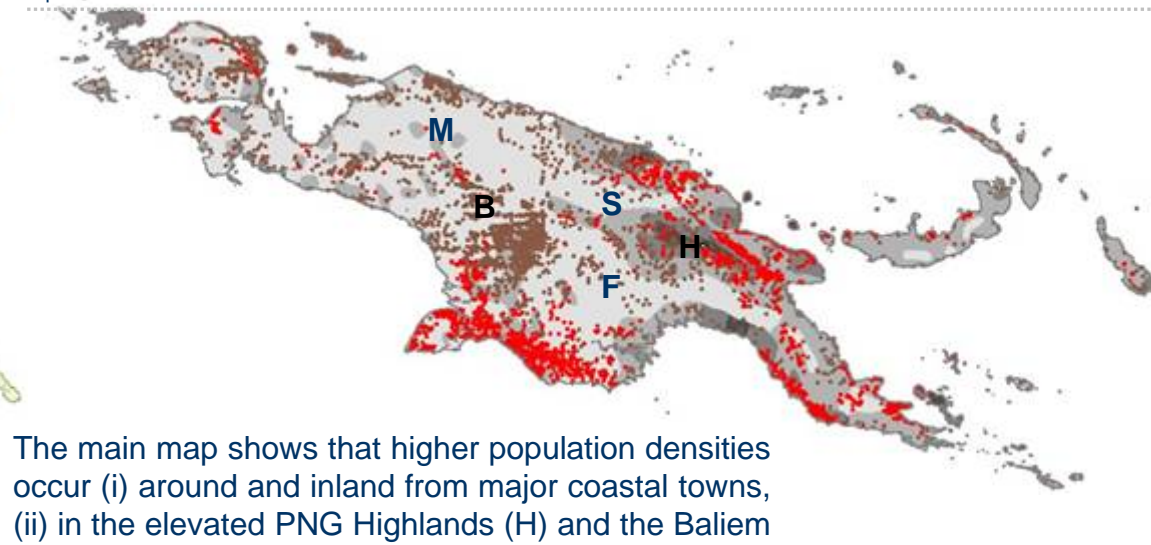 M
B
S
H
F
The main map shows that higher population densities
occur (i) around and inland from major coastal towns,
(ii) in the elevated PNG Highlands (H) and the Baliem